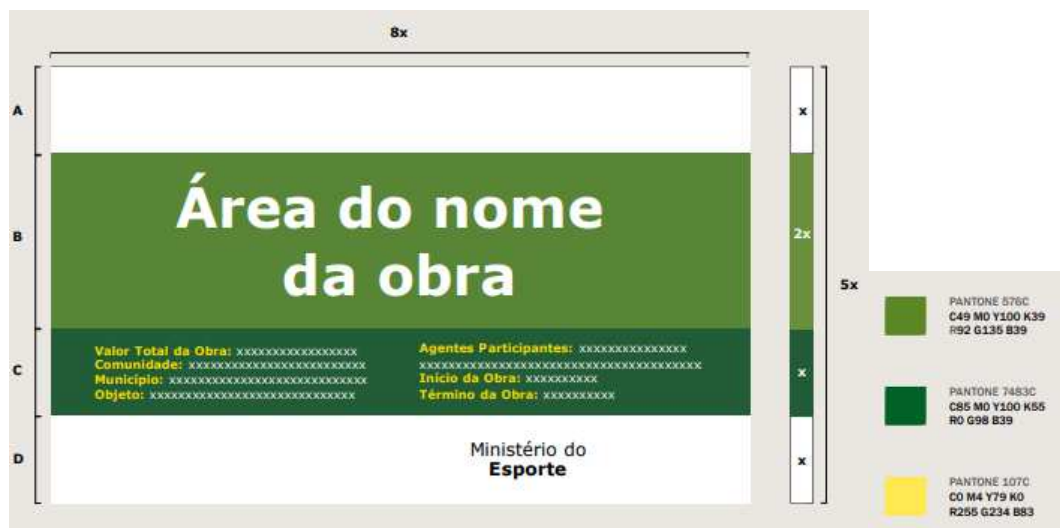 8x
A
x
Área do nome
da obra
B
2x
5x
Valor Total da Obra: xxxxxxxxxxxxxxxxx
Comunidade: xxxxxxxxxxxxxxxxxxxxxxxxx
Município: xxxxxxxxxxxxxxxxxxxxxxxxxxxx
Objeto: xxxxxxxxxxxxxxxxxxxxxxxxxxxxx
Agentes Participantes: xxxxxxxxxxxxxxx
xxxxxxxxxxxxxxxxxxxxxxxxxxxxxxxxxxxxxxx
Início da Obra: xxxxxxxxxx
Término da Obra: xxxxxxxxxx
C
x
Ministério do
Esporte
D
x
PANTONE 576C
C49 M0 Y100 K39
R92 G135 B39
PANTONE 7483C
C85 M0 Y100 K55
R0 G98 B39
PANTONE 107C
C0 M4 Y79 K0
R255 G234 B83